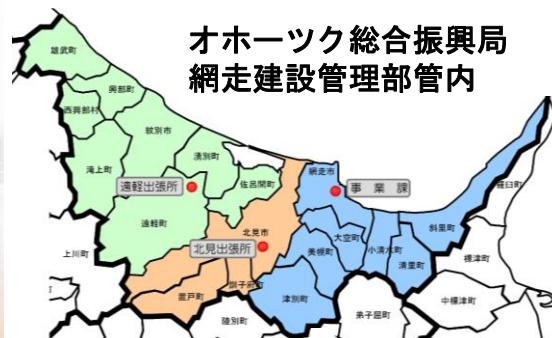 オホーツク総合振興局
網走建設管理部管内
雄武町
興部町
西興部村
紋別市
滝上町
湧別町
遠軽出張所
佐呂間町
網走市
事業課
羅臼町
遠軽町
北見市
大空町
斜里町
上川町
北見出張所
美幌町
小清水町
清里町
標津町
訓子府町
置戸町
津別町
中標津町
陸別町
弟子屈町